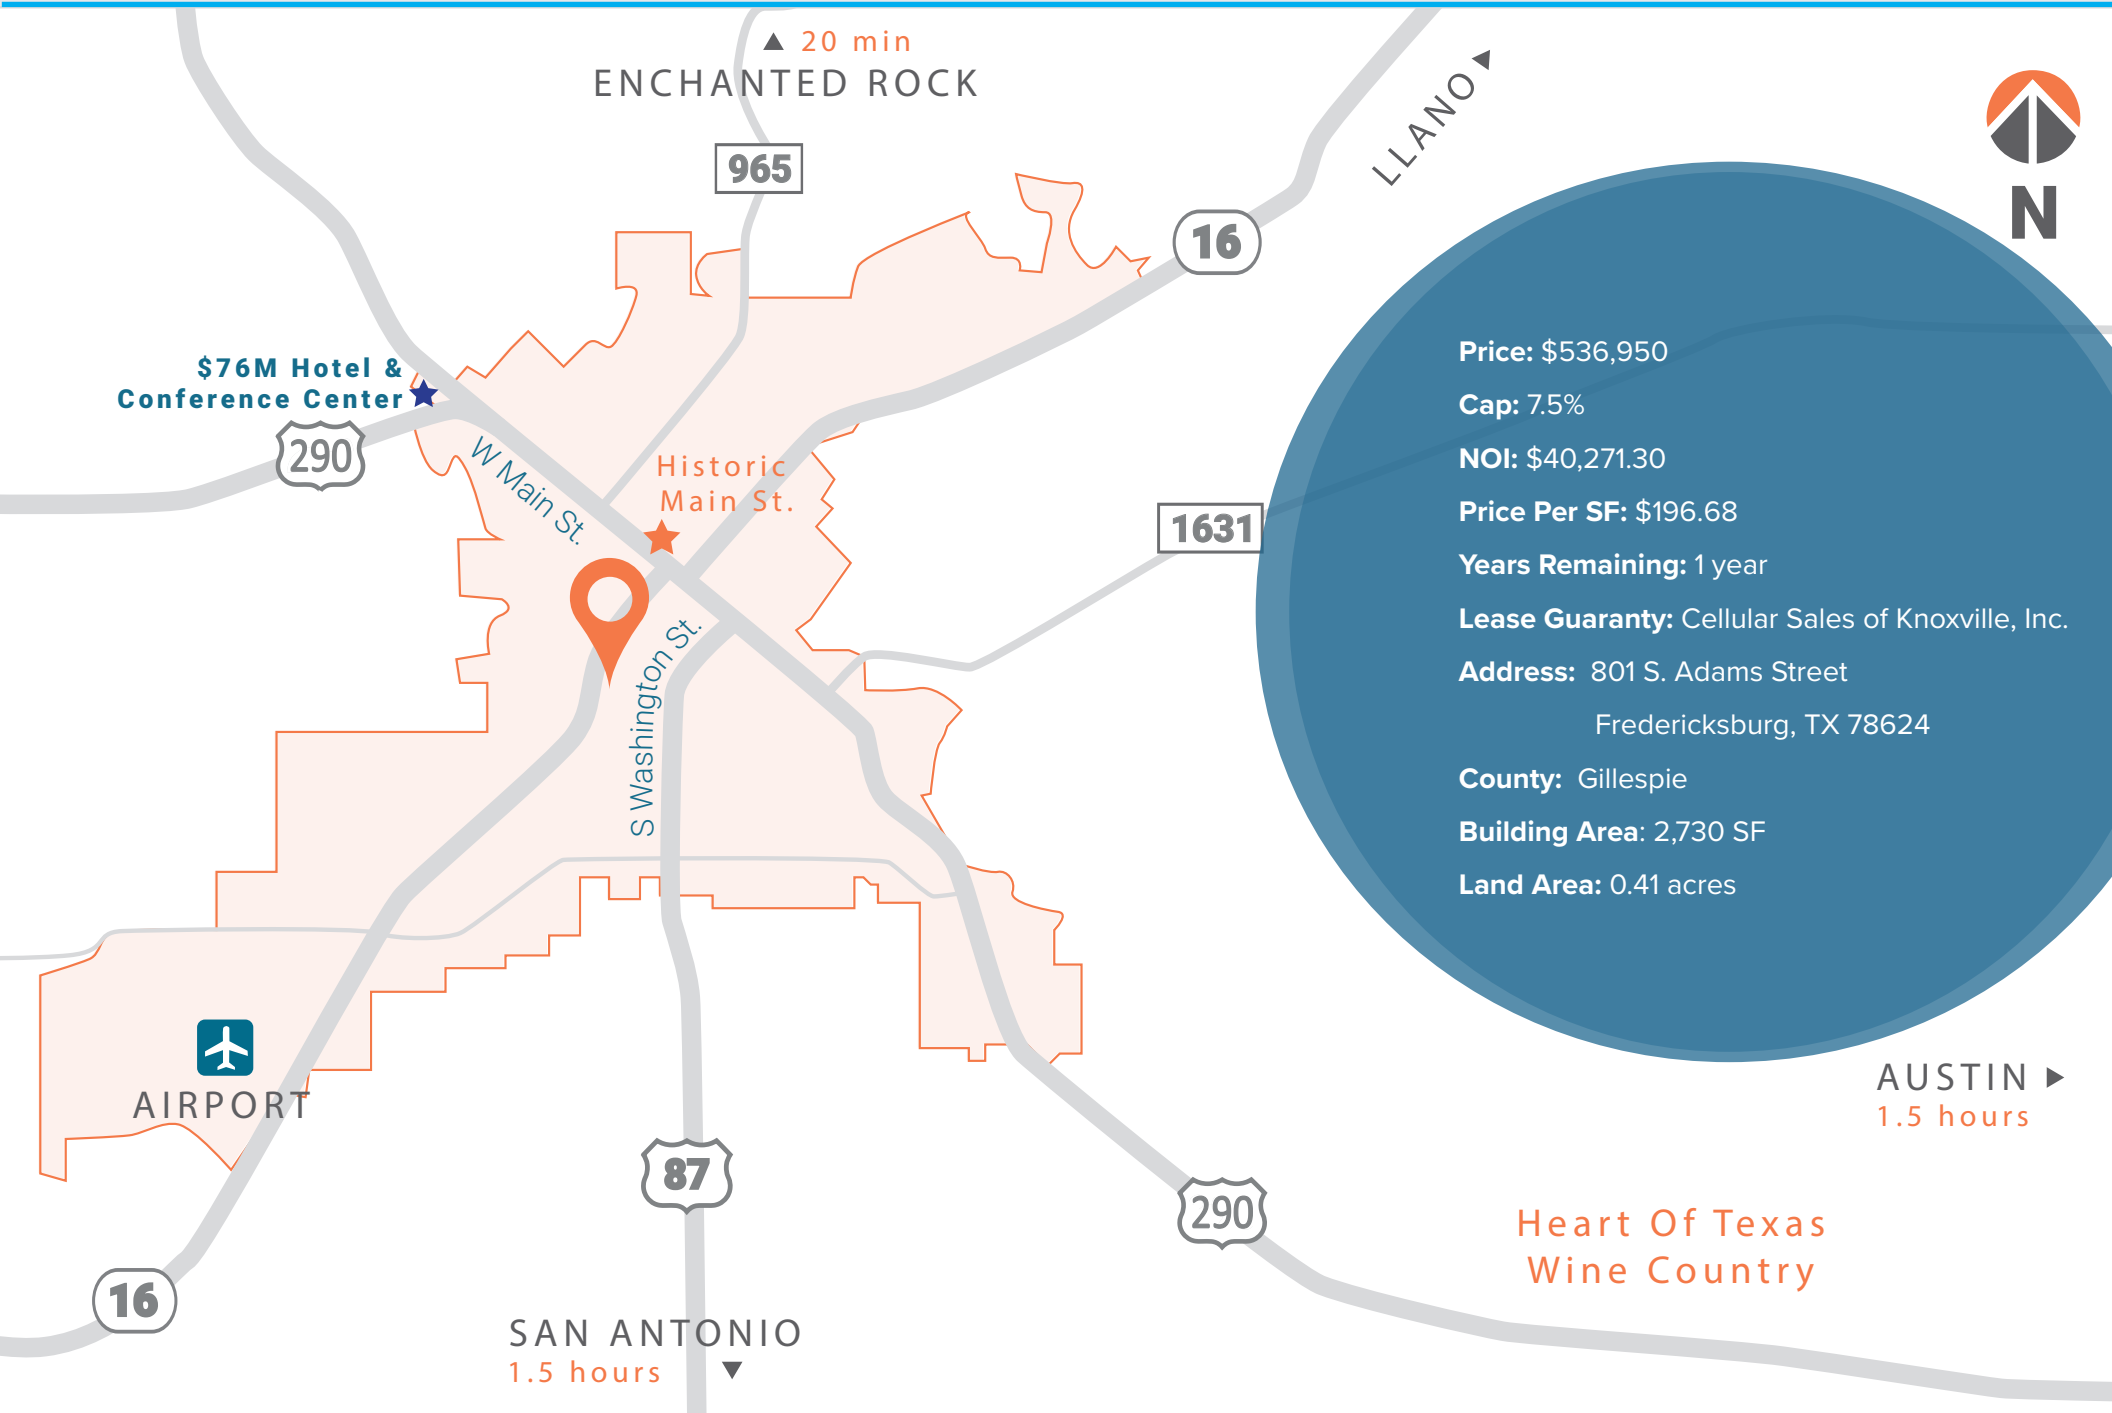 ▲ 20 min
ENCHANTED ROCK
LLANO ▲
965
N
16
$76M Hotel &
Conference Center
290
W Main St.
Historic
Main St.
1631
S Washington St.
Price: $536,950
Cap: 7.5%
NOI: $40,271.30
Price Per SF: $196.68
Years Remaining: 1 year
Lease Guaranty: Cellular Sales of Knoxville, Inc.
Address: 801 S. Adams Street
Fredericksburg, TX 78624
County: Gillespie
Building Area: 2,730 SF
Land Area: 0.41 acres
AIRPORT
AUSTIN ▶
1.5 hours
87
290
Heart Of Texas
Wine Country
16
SAN ANTONIO
1.5 hours ▼